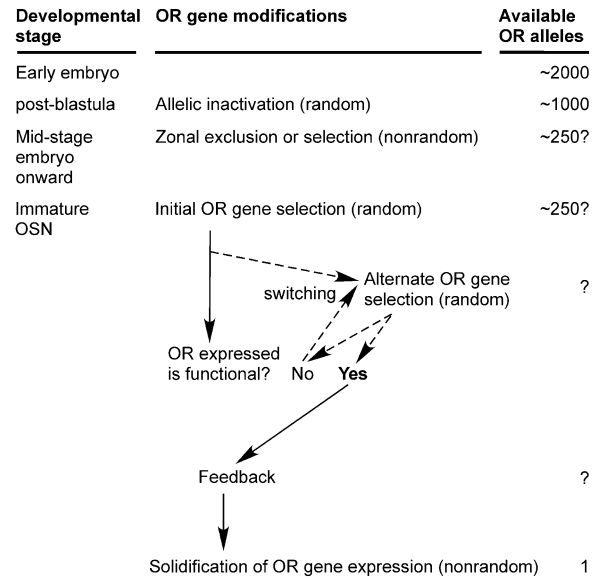 Developmental stage OR gene modifications Available OR alleles
Early embryo ~2000
post-blastula Allelic inactivation (random) ~1000
Mid-stage embryo onward Zonal exclusion or selection (nonrandom) ~250?
Immature OSN Initial OR gene selection (random) ~250?
switching
Alternate OR gene
selection (random)
?
OR expressed
is functional? No Yes
Feedback ?
Solidification of OR gene expression (nonrandom) 1